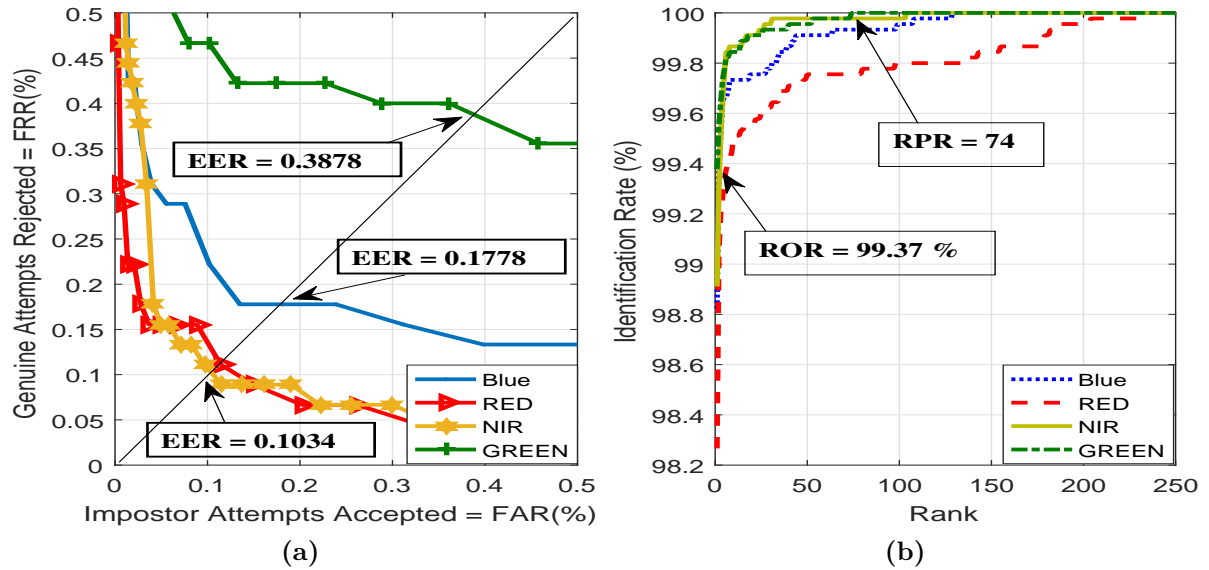 0.5
0.45
0.4
0.35
0.3
0.25
0.2
0.15
0.1
0.05
0
Genuine Attempts Rejected = FRR(%)
EER = 0.3878
EER = 0.1778
EER = 0.1034
Blue
RED
NIR
GREEN
0 0.1 0.2 0.3 0.4 0.5
Impostor Attempts Accepted = FAR(%)
(a)
100
99.8
99.6
99.4
99.2
99
98.8
98.6
98.4
98.2
Identification Rate (%)
RPR = 74
ROR = 99.37 %
Blue
RED
NIR
GREEN
0 50 100 150 200 250
Rank
(b)